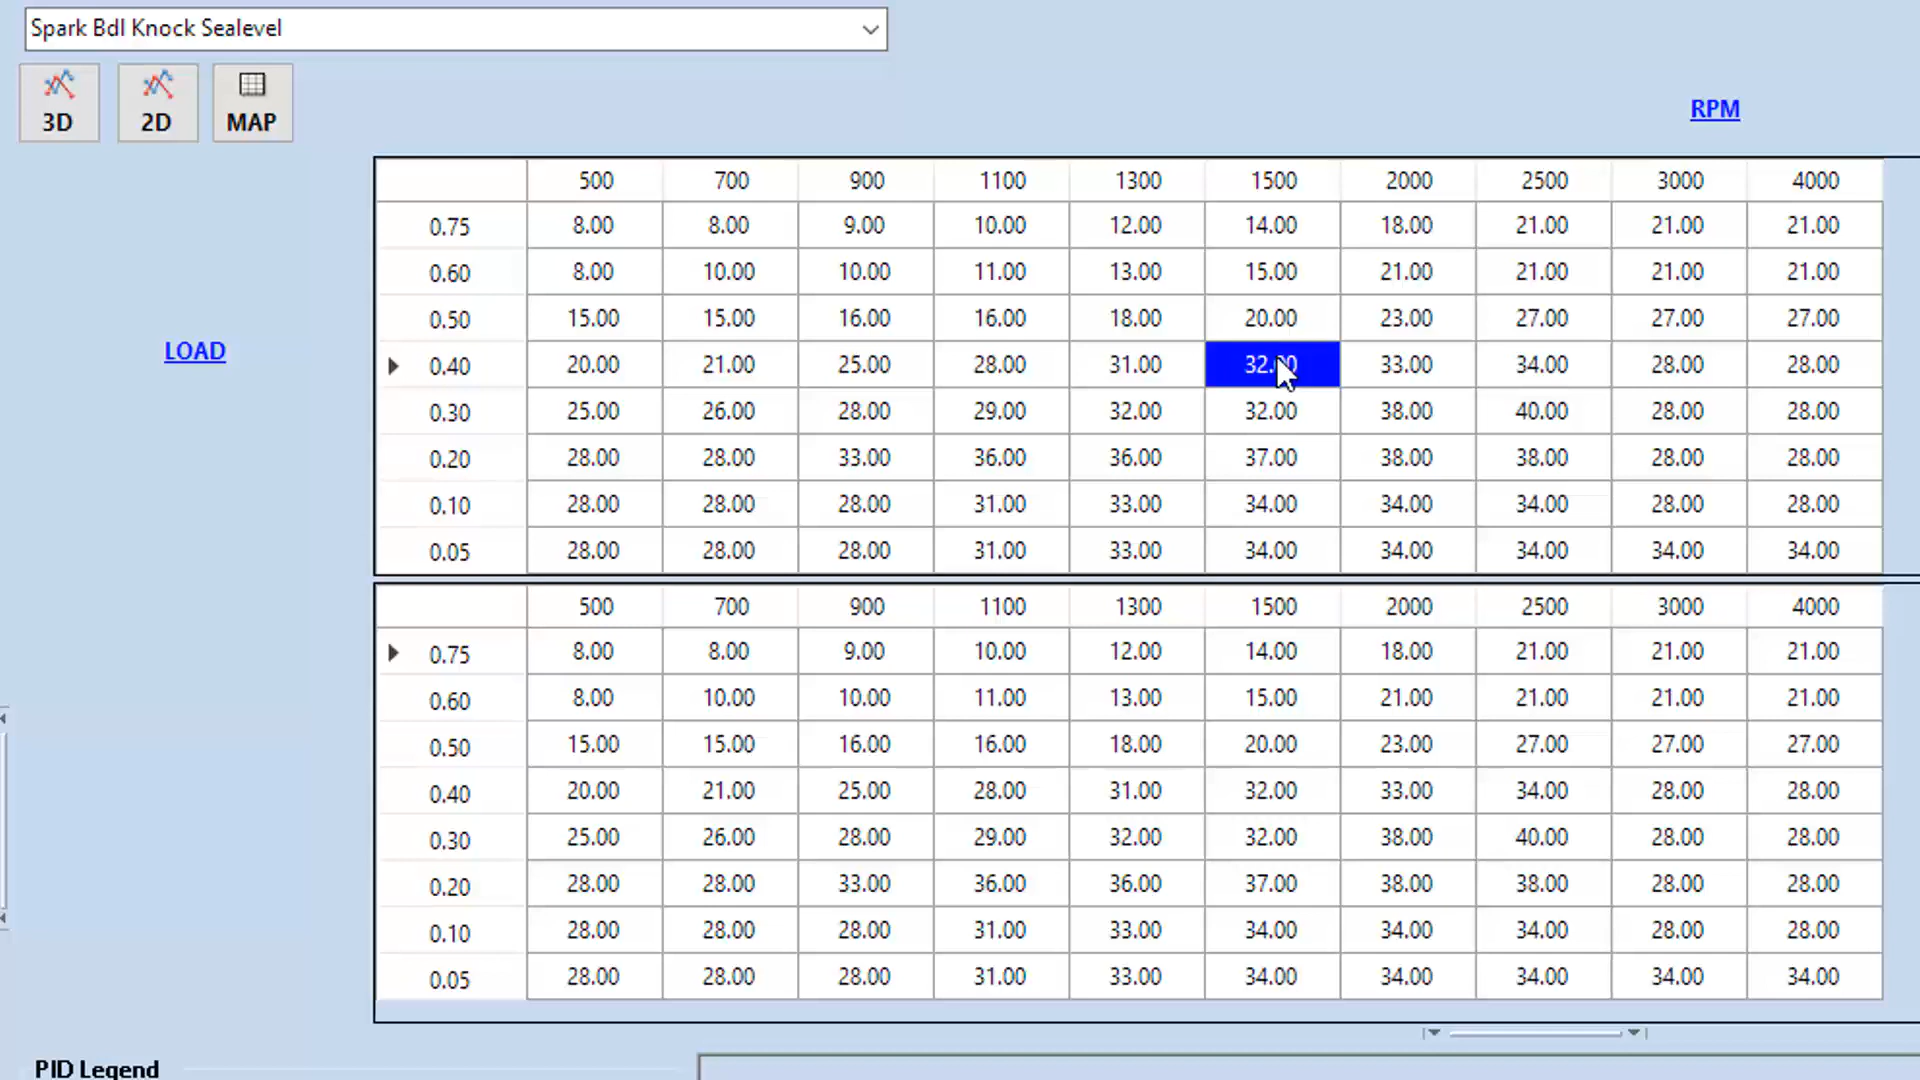 Spark Bdl Knock Sealevel
3D 2D MAP
RPM
500 700 900 1100 1300 1500 2000 2500 3000 4000
0.75 8.00 8.00 9.00 10.00 12.00 14.00 18.00 21.00 21.00 21.00
0.60 8.00 10.00 10.00 11.00 13.00 15.00 21.00 21.00 21.00 21.00
0.50 15.00 15.00 16.00 16.00 18.00 20.00 23.00 27.00 27.00 27.00
LOAD
0.40 20.00 21.00 25.00 28.00 31.00 32.00 33.00 34.00 28.00 28.00
0.30 25.00 26.00 28.00 29.00 32.00 32.00 38.00 40.00 28.00 28.00
0.20 28.00 28.00 33.00 36.00 36.00 37.00 38.00 38.00 28.00 28.00
0.10 28.00 28.00 28.00 31.00 33.00 34.00 34.00 34.00 28.00 28.00
0.05 28.00 28.00 28.00 31.00 33.00 34.00 34.00 34.00 34.00 34.00
500 700 900 1100 1300 1500 2000 2500 3000 4000
0.75 8.00 8.00 9.00 10.00 12.00 14.00 18.00 21.00 21.00 21.00
0.60 8.00 10.00 10.00 11.00 13.00 15.00 21.00 21.00 21.00 21.00
0.50 15.00 15.00 16.00 16.00 18.00 20.00 23.00 27.00 27.00 27.00
0.40 20.00 21.00 25.00 28.00 31.00 32.00 33.00 34.00 28.00 28.00
0.30 25.00 26.00 28.00 29.00 32.00 32.00 38.00 40.00 28.00 28.00
0.20 28.00 28.00 33.00 36.00 36.00 37.00 38.00 38.00 28.00 28.00
0.10 28.00 28.00 28.00 31.00 33.00 34.00 34.00 34.00 28.00 28.00
0.05 28.00 28.00 28.00 31.00 33.00 34.00 34.00 34.00 34.00 34.00
PID Legend